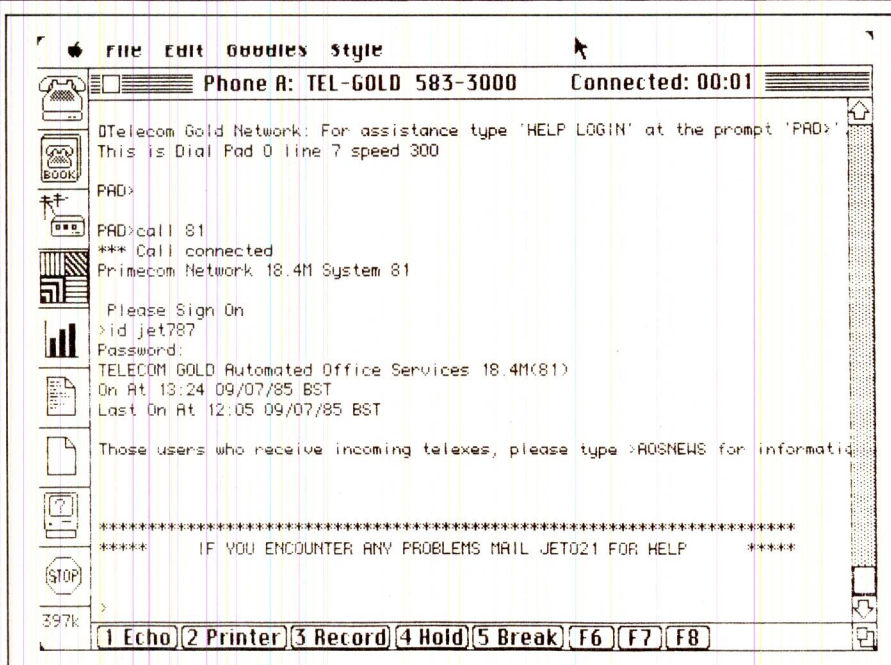 File Edit Goodies Style
Phone A: TEL-GOLD 583-3000 Connected: 00:01
Telecom Gold Network: For assistance type 'HELP LOGIN' at the prompt 'PAD>'.
This is Dial Pad 0 line 7 speed 300
BOOK
PAD>
PAD>call 81
*** Call connected
Primecom Network 18.4M System 81
Please Sign On
>id jet787
Password:
TELECOM GOLD Automated Office Services 18.4M(81)
On At 13:24 09/07/85 BST
Last On At 12:05 09/07/85 BST
Those users who receive incoming telexes, please type >AOSNEWS for informatio
?
**********************************************************************
***** IF YOU ENCOUNTER ANY PROBLEMS MAIL JET021 FOR HELP *****
STOP
>
397k
1 Echo 2 Printer 3 Record 4 Hold 5 Break F6 F7 F8